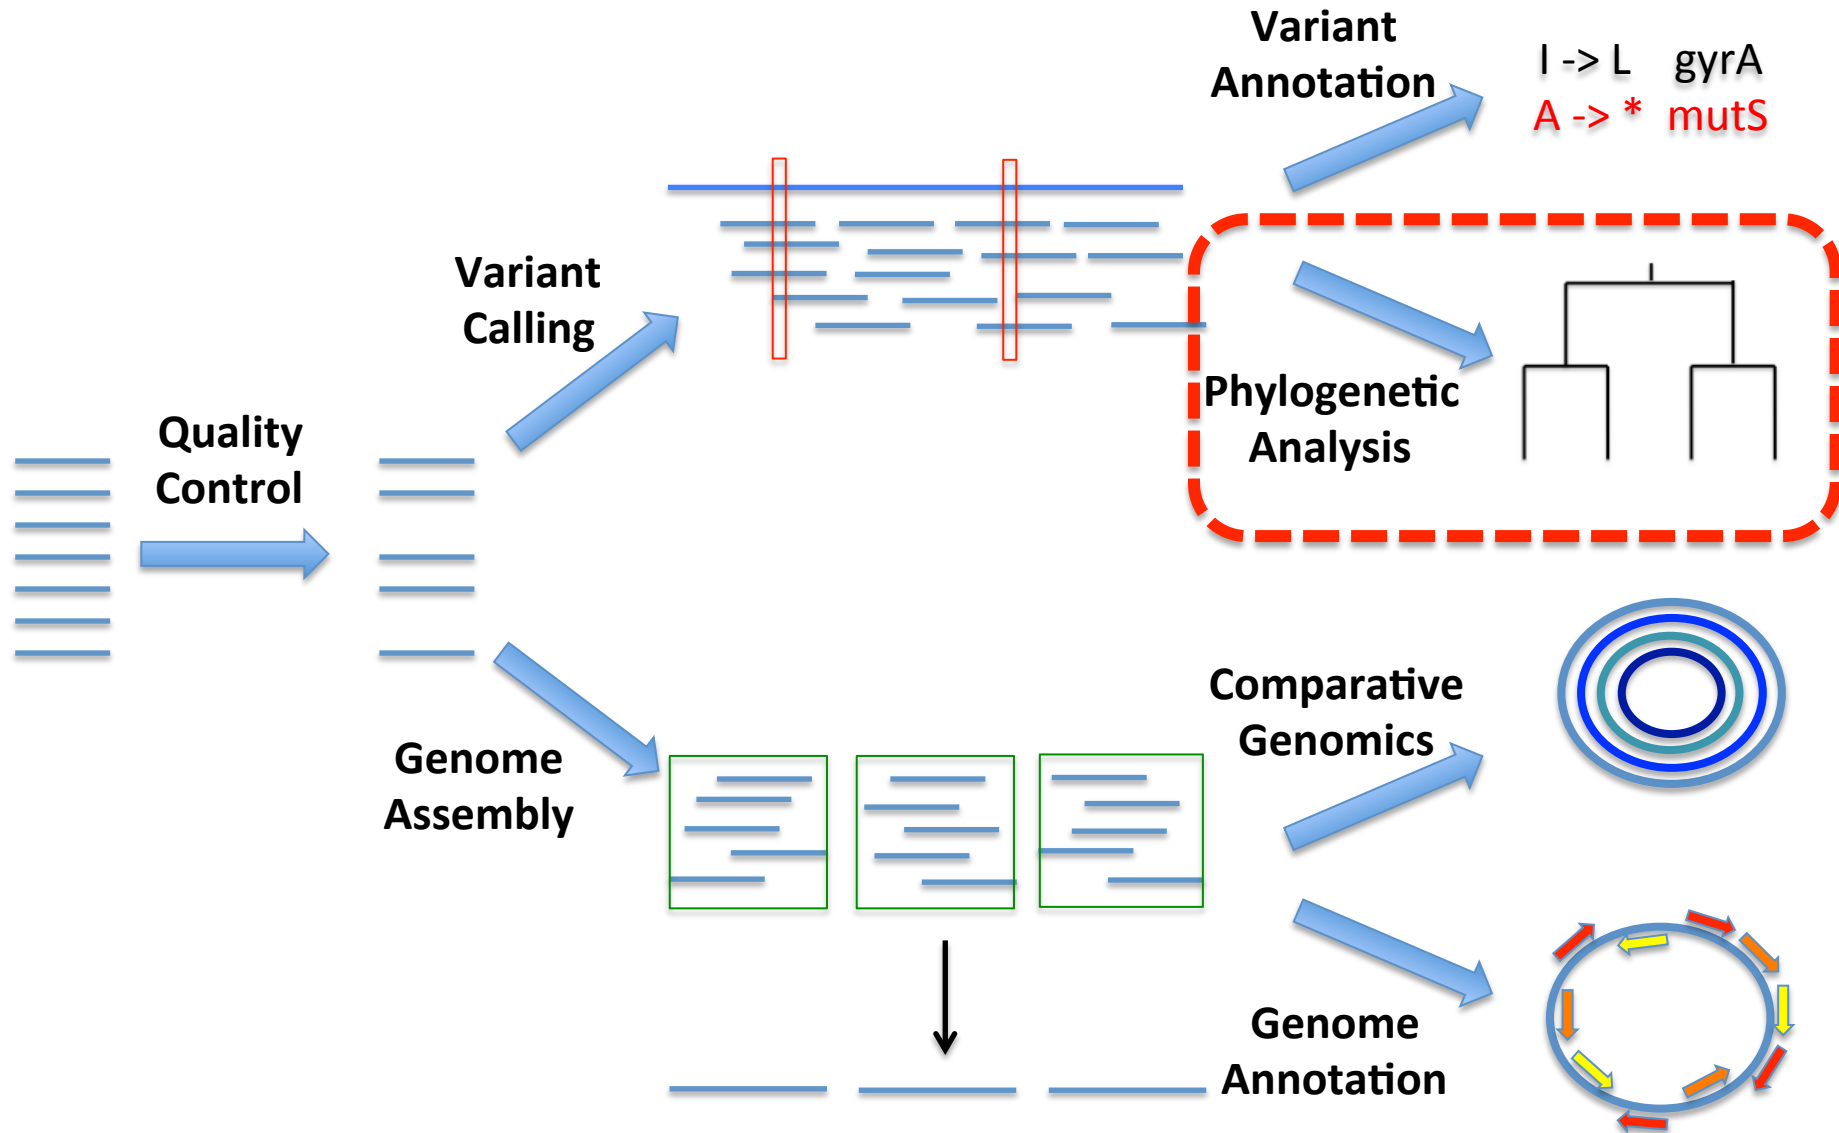 Variant
Annotation
I -> L gyrA
A -> * mutS
Variant
Calling
Phylogenetic
Analysis
Quality
Control
Comparative
Genomics
Genome
Assembly
Genome
Annotation